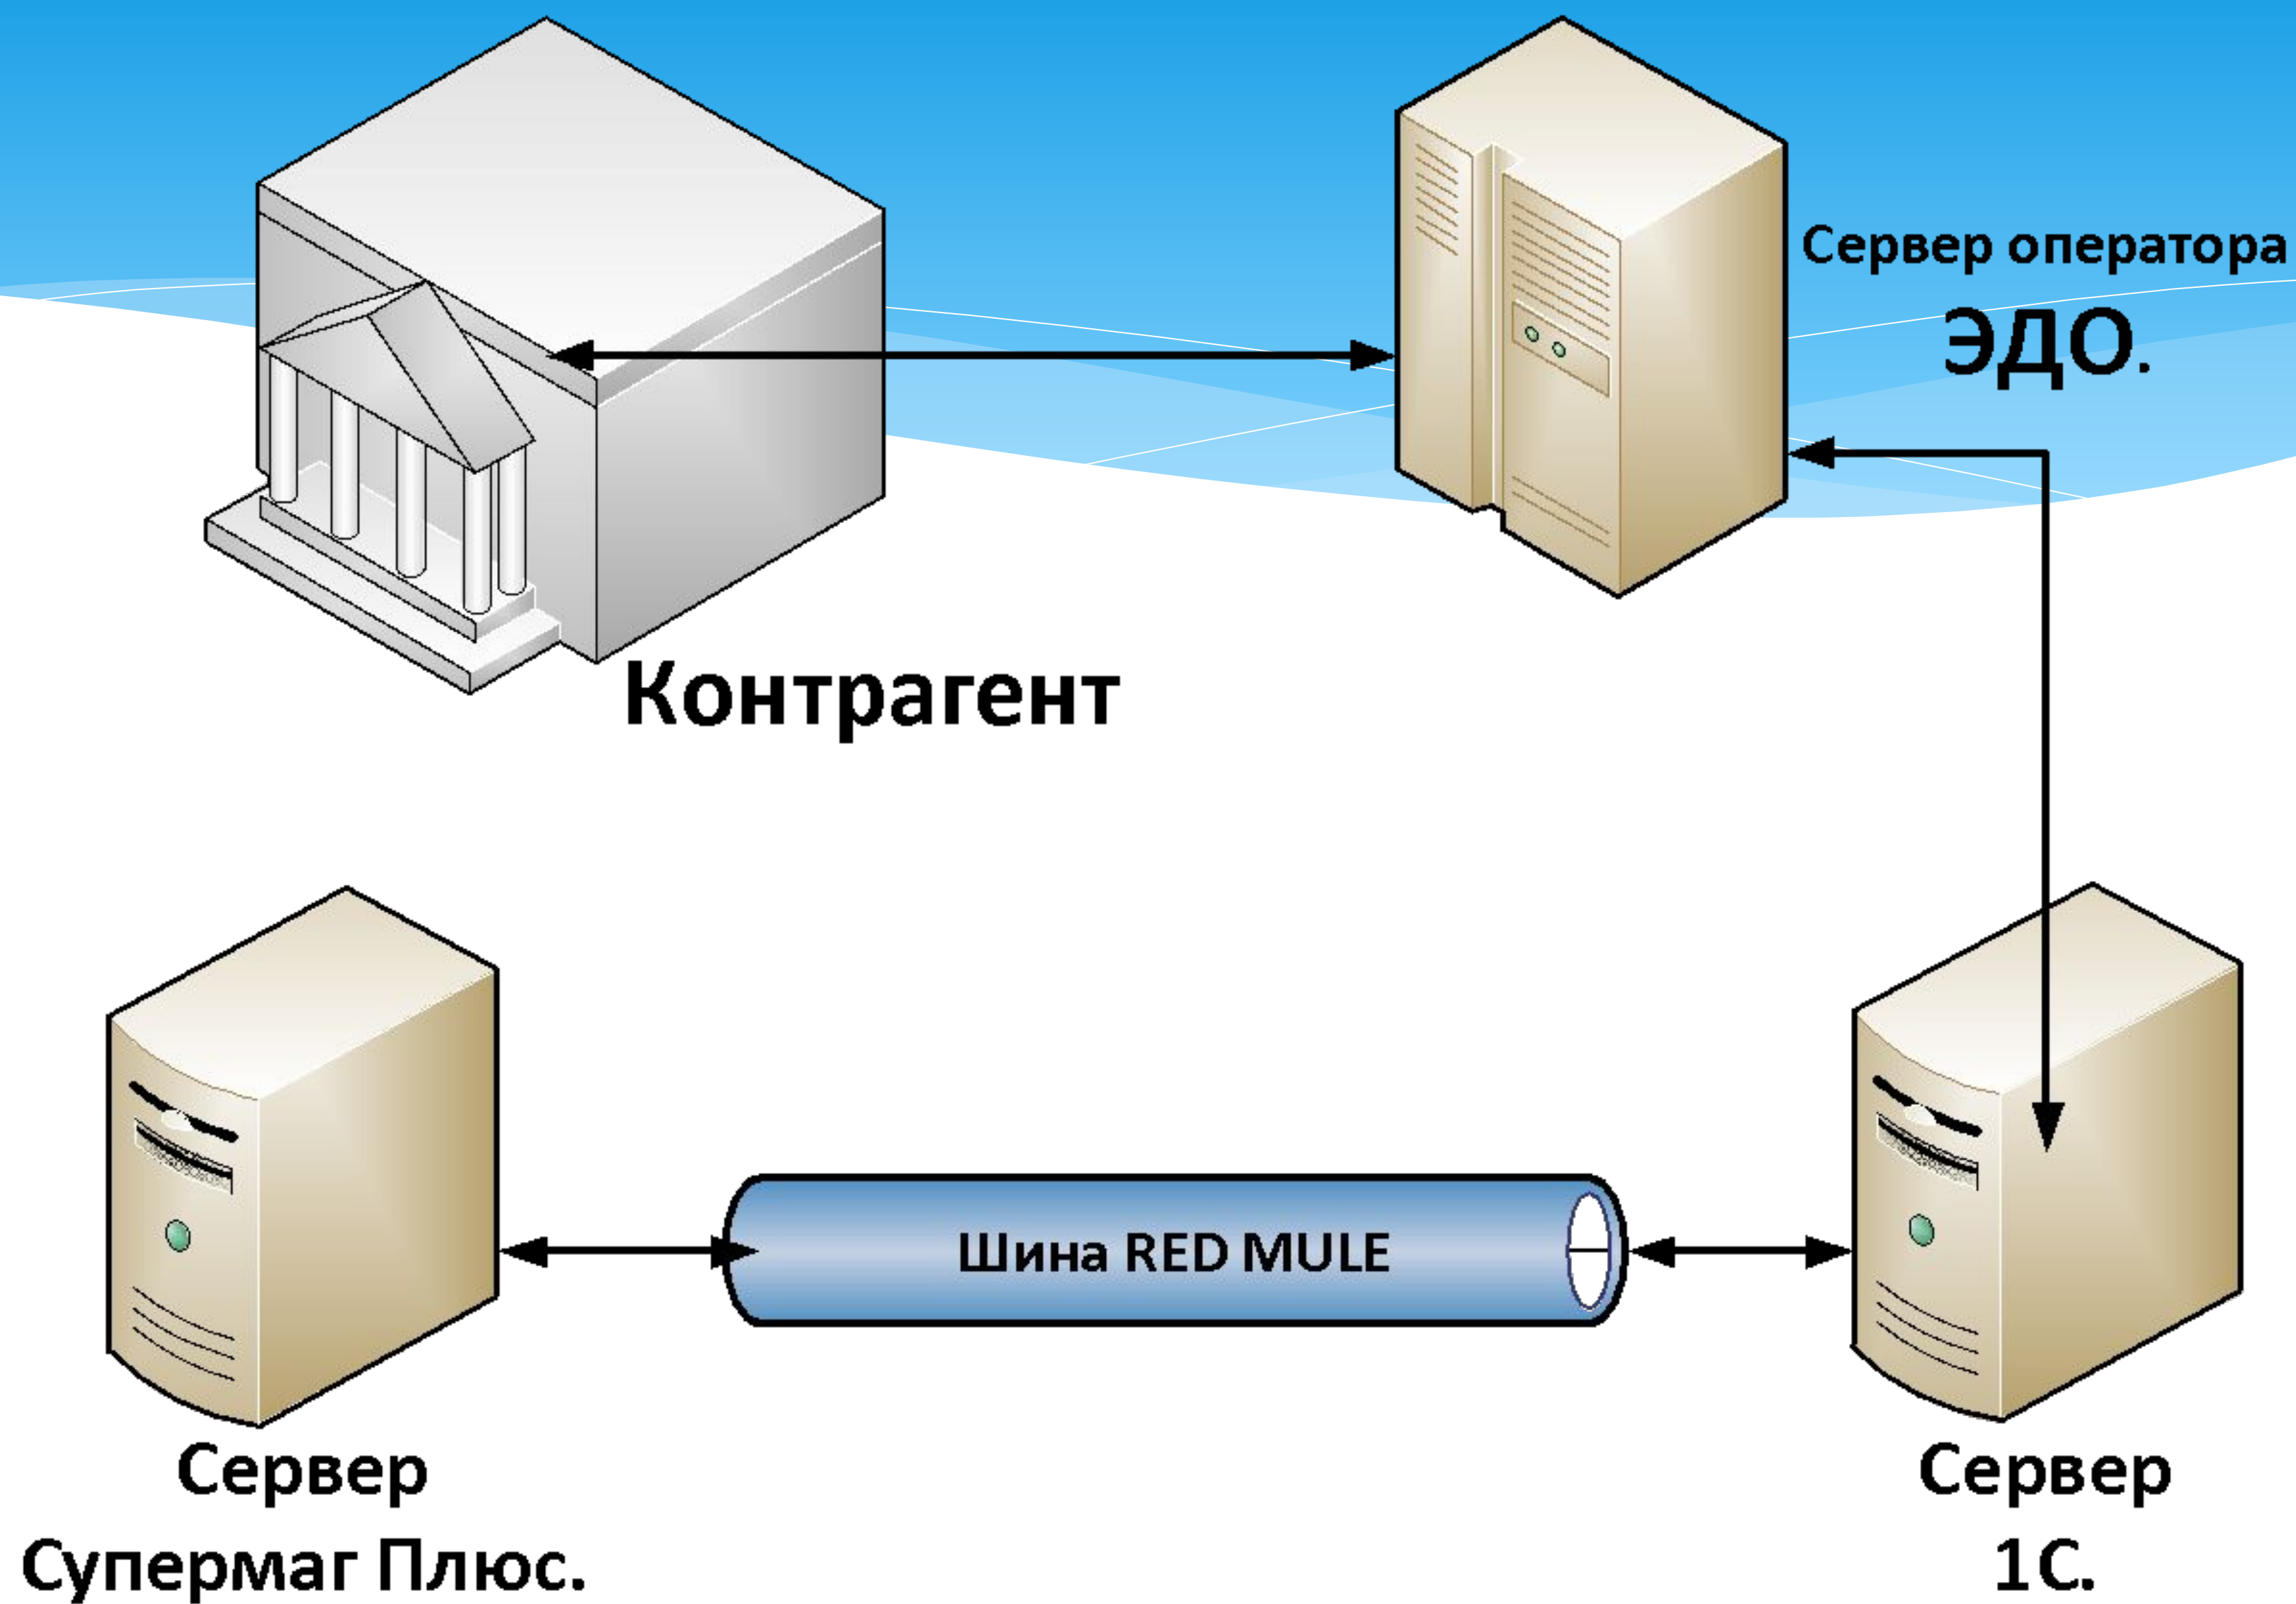 Сервер оператора
ЭДО.
Контрагент
Шина RED MULE
Сервер
Супермаг Плюс.
Сервер
1С.